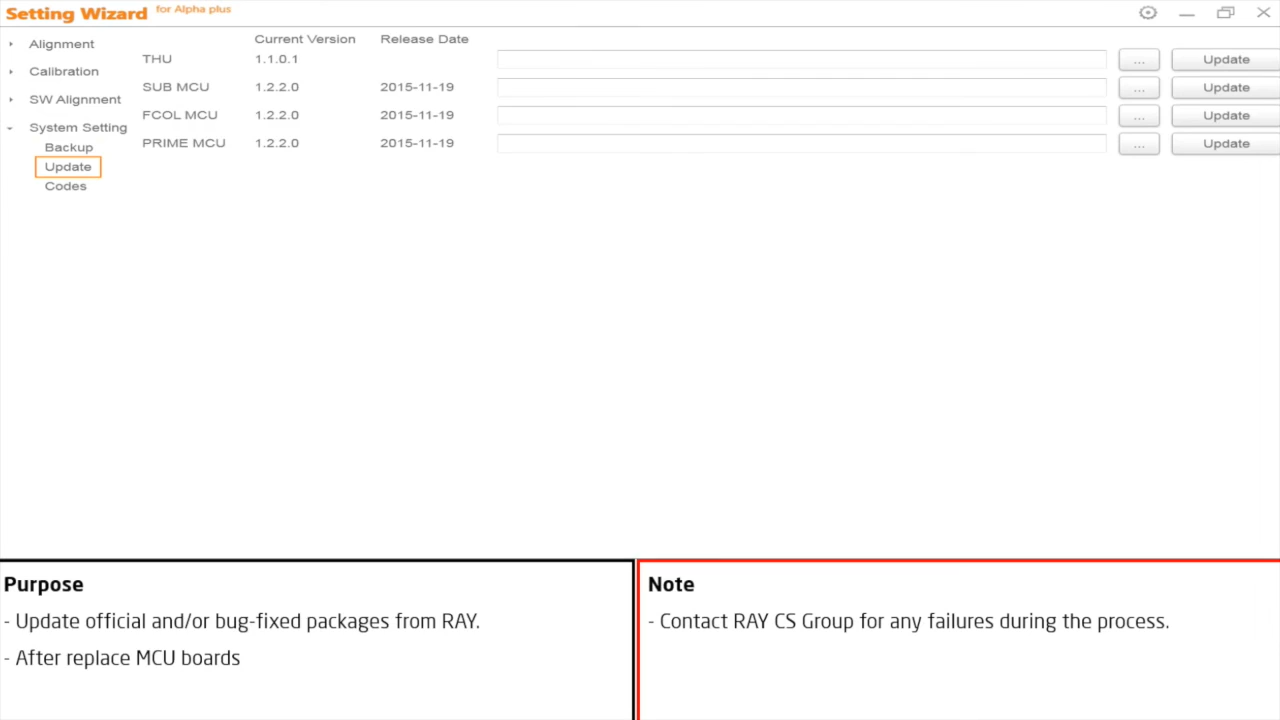 Setting Wizard for Alpha plus
Alignment
Calibration
SW Alignment
System Setting
Backup
Update
Codes
Current Version Release Date
THU 1.1.0.1 ... Update
SUB MCU 1.2.2.0 2015-11-19 ... Update
FCOL MCU 1.2.2.0 2015-11-19 ... Update
PRIME MCU 1.2.2.0 2015-11-19 ... Update
Purpose
- Update official and/or bug-fixed packages from RAY.
- After replace MCU boards
Note
- Contact RAY CS Group for any failures during the process.